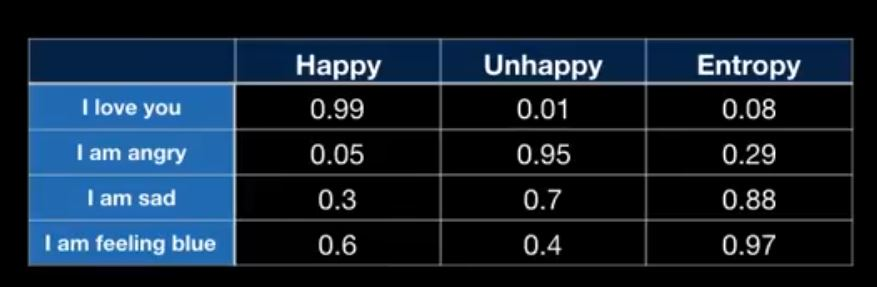 Happy Unhappy Entropy
I love you 0.99 0.01 0.08
I am angry 0.05 0.95 0.29
I am sad 0.3 0.7 0.88
I am feeling blue 0.6 0.4 0.97